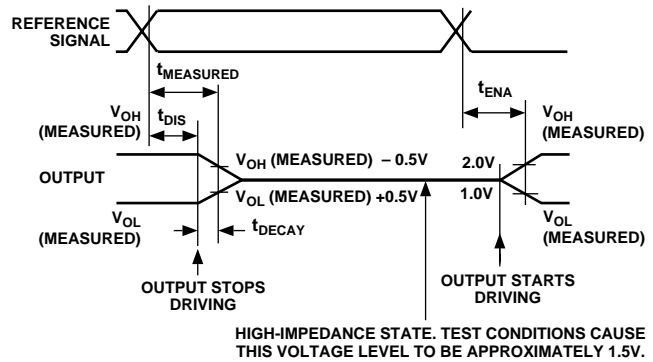 REFERENCE
SIGNAL
tMEASURED
tENA
VOH
(MEASURED)
tDIS
VOH
(MEASURED)
VOH (MEASURED) – 0.5V
2.0V
OUTPUT
VOL (MEASURED) +0.5V
1.0V
VOL
(MEASURED)
tDECAY
VOL
(MEASURED)
OUTPUT STOPS
DRIVING
OUTPUT STARTS
DRIVING
HIGH-IMPEDANCE STATE. TEST CONDITIONS CAUSE
THIS VOLTAGE LEVEL TO BE APPROXIMATELY 1.5V.